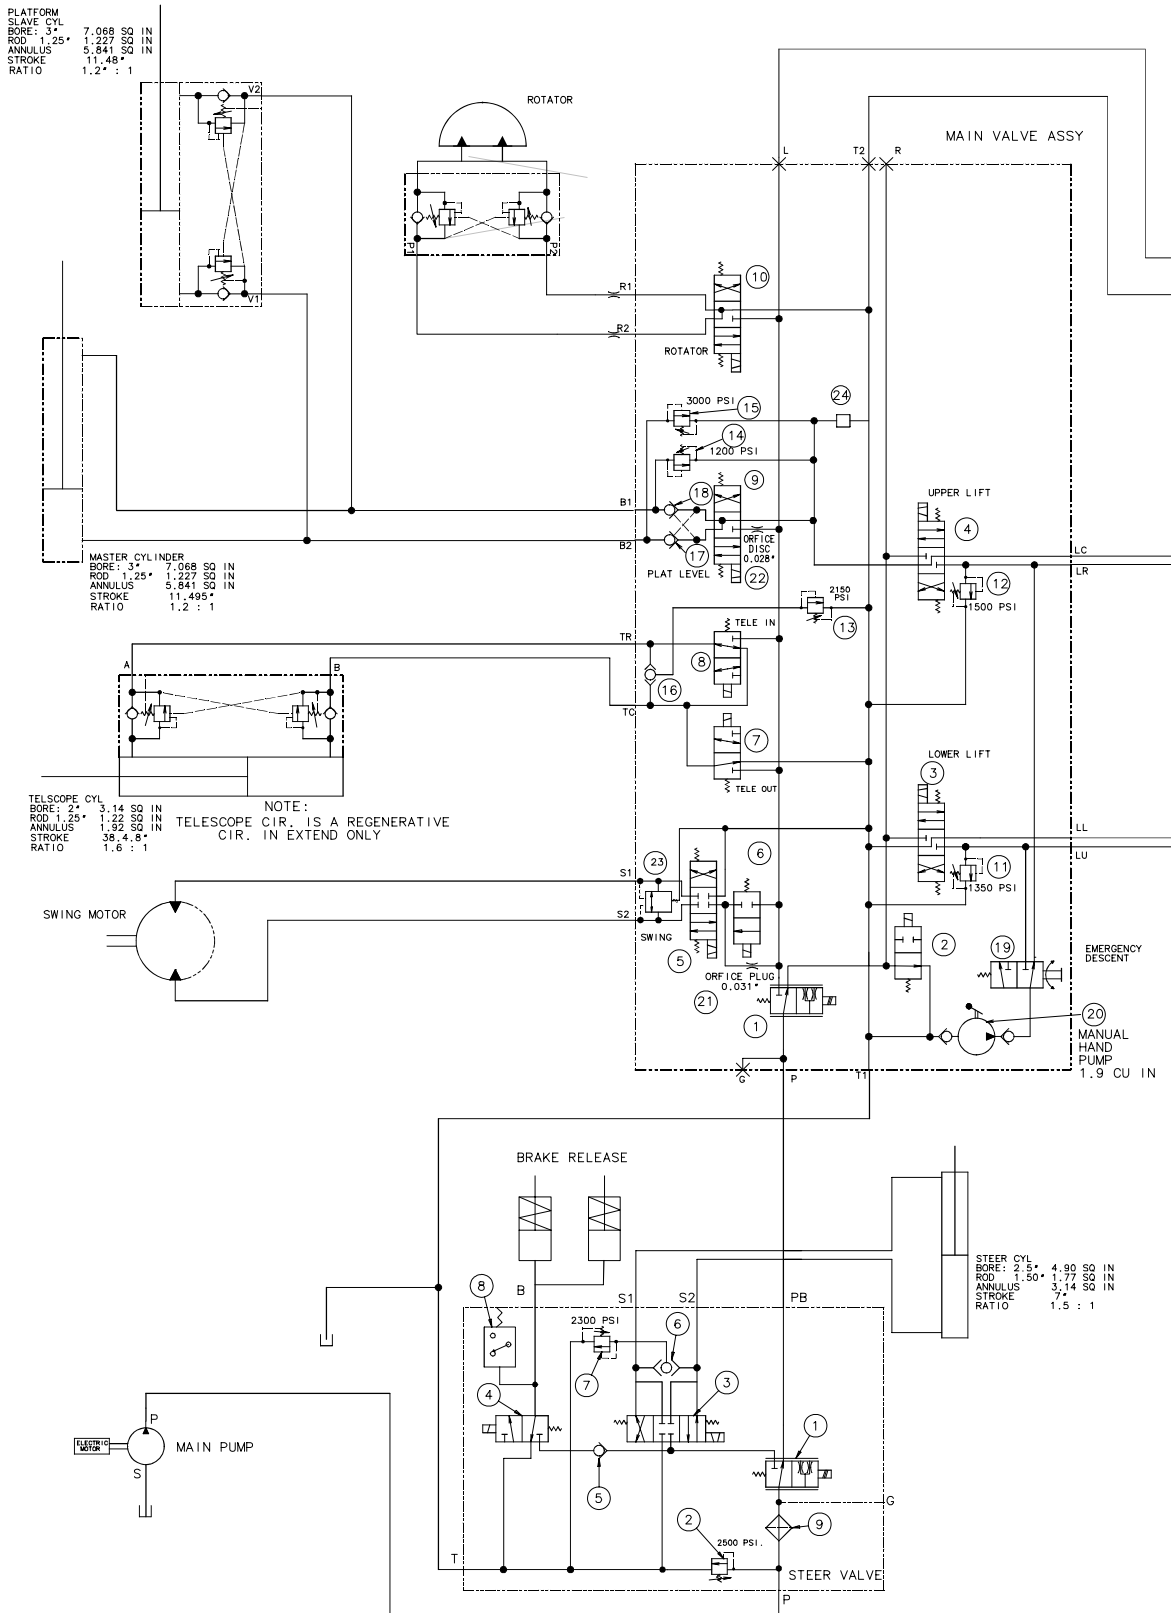 PLATFORM
SLAVE CYL
BORE: 3" 7.068 SQ IN
ROD 1.25" 1.227 SQ IN
ANNULUS 5.841 SQ IN
STROKE 11.48"
RATIO 1.2" : 1
V2
V1
ROTATOR
P1
P2
MAIN VALVE ASSY
L
T2
R
R1
R2
10
ROTATOR
3000 PSI
15
24
14
1200 PSI
9
18
B1
B2
17
ORFICE
DISC
0.028"
PLAT LEVEL
22
UPPER LIFT
4
LC
LR
12
1500 PSI
MASTER CYLINDER
BORE: 3" 7.068 SQ IN
ROD 1.25" 1.227 SQ IN
ANNULUS 5.841 SQ IN
STROKE 11.495"
RATIO 1.2 : 1
2150
PSI
13
TELE IN
TR
8
16
TC
7
TELE OUT
A
B
TELSCOPE CYL
BORE: 2" 3.14 SQ IN
ROD 1.25" 1.22 SQ IN
ANNULUS 1.92 SQ IN
STROKE 38.4.8"
RATIO 1.6 : 1
NOTE:
TELESCOPE CIR. IS A REGENERATIVE
CIR. IN EXTEND ONLY
LOWER LIFT
3
LL
LU
11
1350 PSI
6
23
S1
S2
SWING
5
SWING MOTOR
ORFICE PLUG
0.031"
21
1
2
19
EMERGENCY
DESCENT
20
MANUAL
HAND
PUMP
1.9 CU IN
G
P
T1
BRAKE RELEASE
STEER CYL
BORE: 2.5" 4.90 SQ IN
ROD 1.50" 1.77 SQ IN
ANNULUS 3.14 SQ IN
STROKE 7"
RATIO 1.5 : 1
8
B
S1
S2
PB
2300 PSI
6
7
4
3
1
5
G
9
2
2500 PSI.
T
STEER VALVE
P
ELECTRIC
MOTOR
P
MAIN PUMP
S